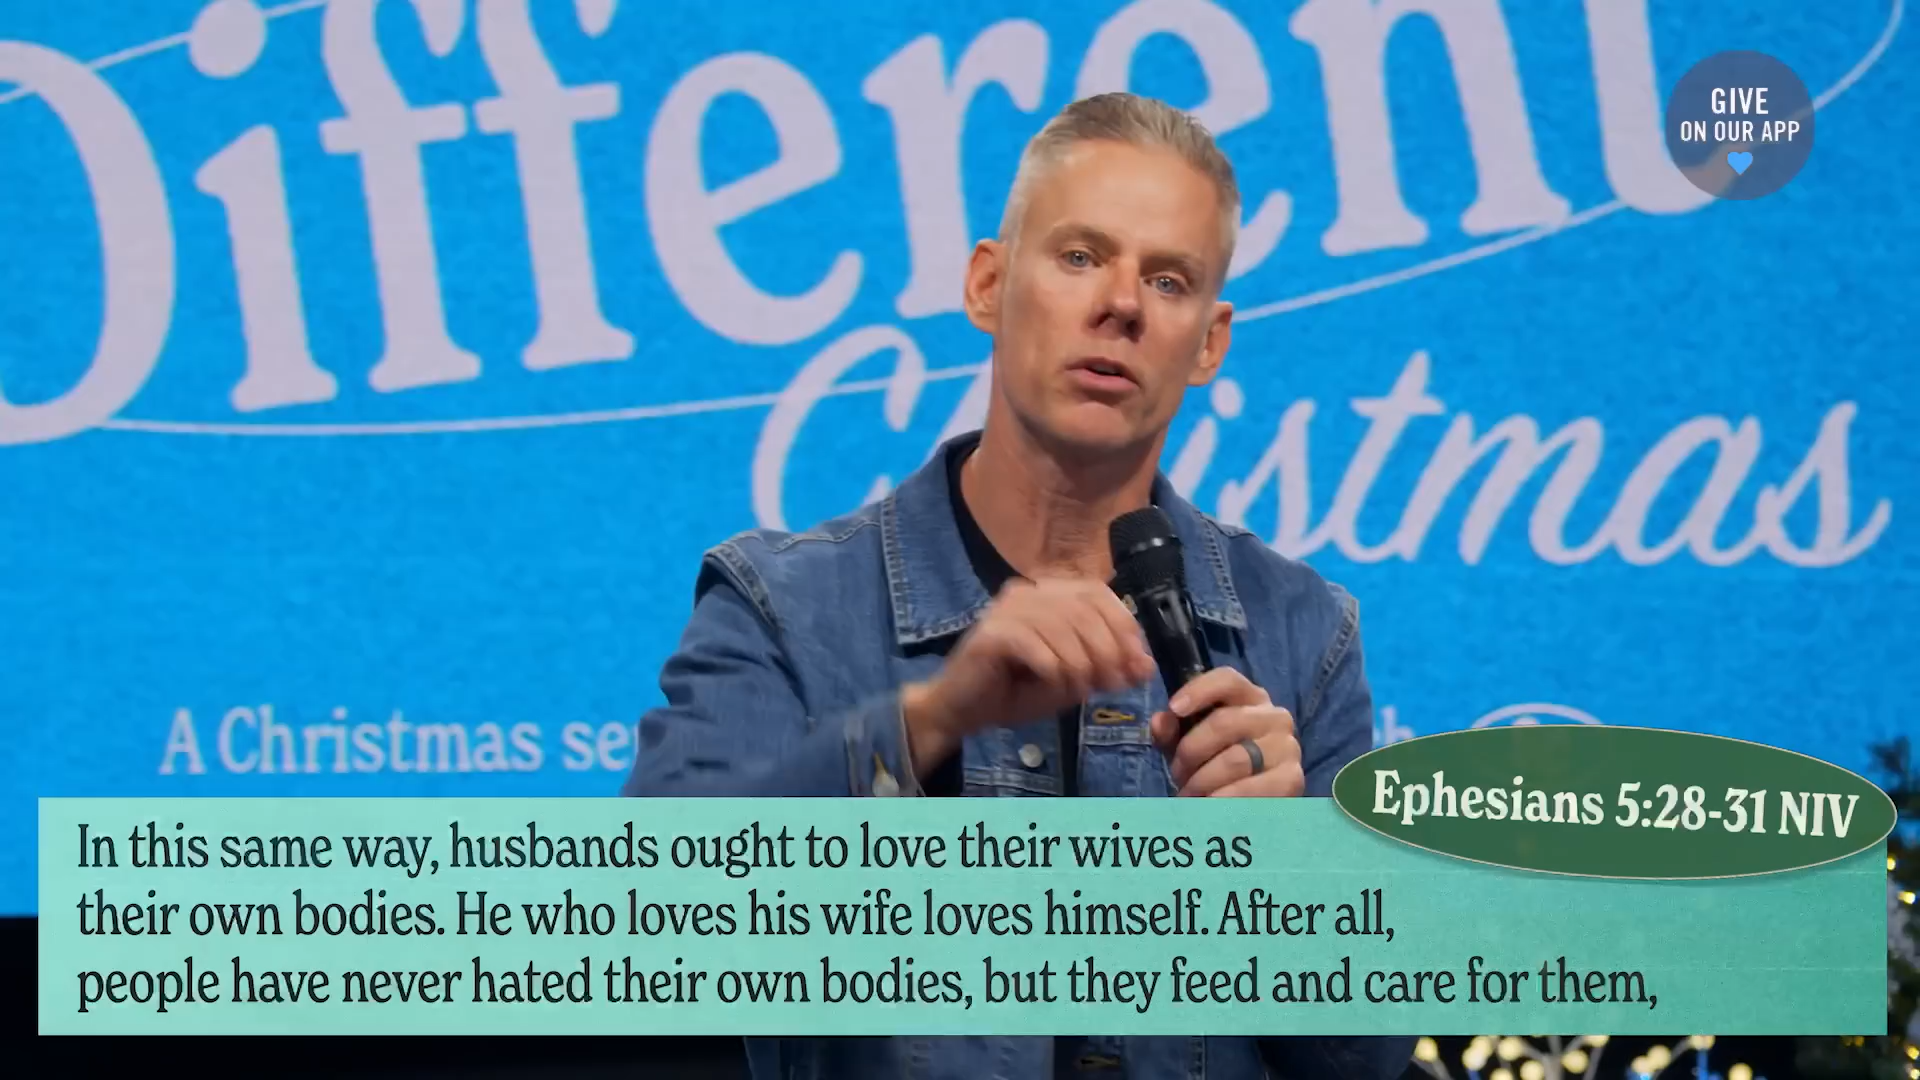 Different
Christmas
GIVE
ON OUR APP
A Christmas
Ephesians 5:28-31 NIV
In this same way, husbands ought to love their wives as
their own bodies. He who loves his wife loves himself. After all,
people have never hated their own bodies, but they feed and care for them,